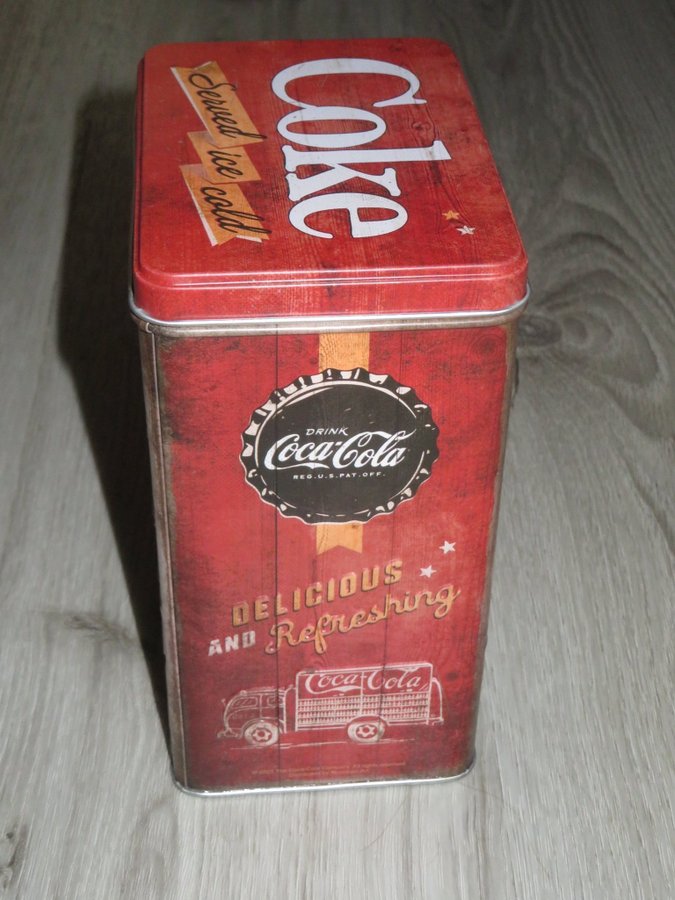 Coke
Served ice cold
DRINK
Coca-Cola
REG.U.S.PAT.OFF.
DELICIOUS
AND Refreshing
Coca-Cola